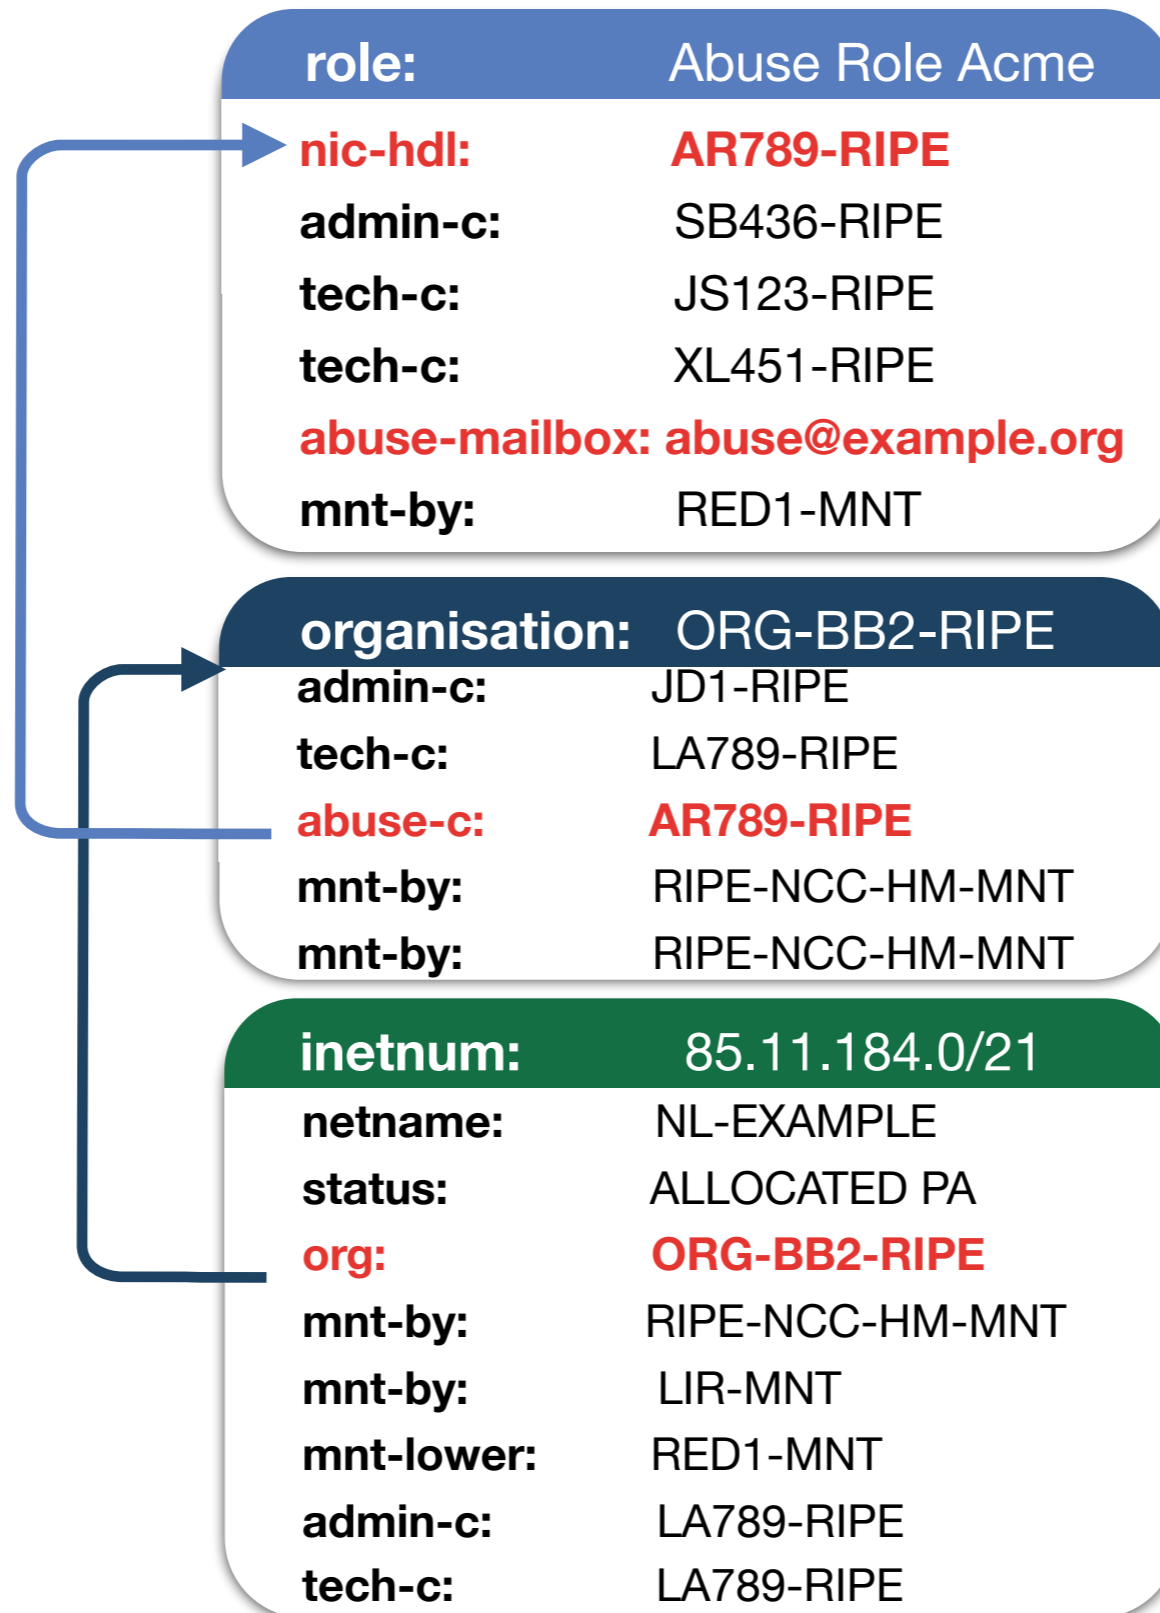 role: Abuse Role Acme
nic-hdl: AR789-RIPE
admin-c: SB436-RIPE
tech-c: JS123-RIPE
tech-c: XL451-RIPE
abuse-mailbox: abuse@example.org
mnt-by: RED1-MNT
organisation: ORG-BB2-RIPE
admin-c: JD1-RIPE
tech-c: LA789-RIPE
abuse-c: AR789-RIPE
mnt-by: RIPE-NCC-HM-MNT
mnt-by: RIPE-NCC-HM-MNT
inetnum: 85.11.184.0/21
netname: NL-EXAMPLE
status: ALLOCATED PA
org: ORG-BB2-RIPE
mnt-by: RIPE-NCC-HM-MNT
mnt-by: LIR-MNT
mnt-lower: RED1-MNT
admin-c: LA789-RIPE
tech-c: LA789-RIPE